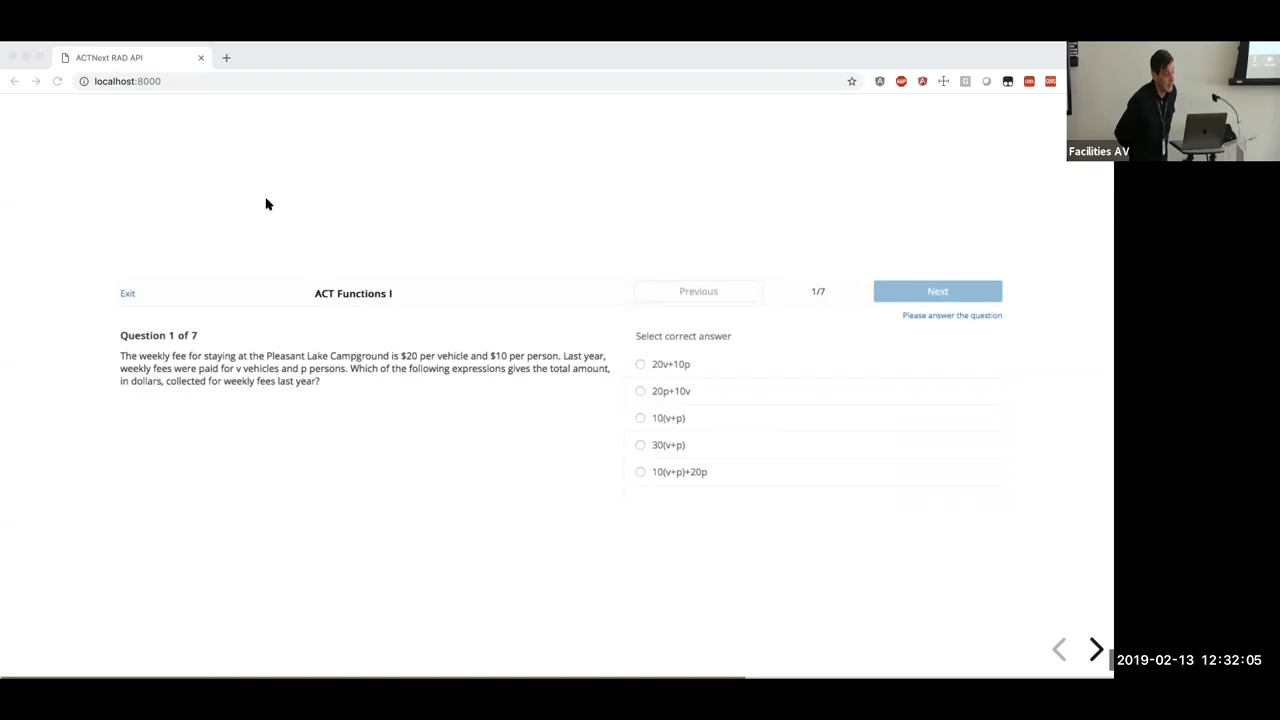 ACTNext RAD API
localhost:8000
Facilities AV
Exit
ACT Functions I
Previous
1/7
Next
Please answer the question
Question 1 of 7
The weekly fee for staying at the Pleasant Lake Campground is $20 per vehicle and $10 per person. Last year,
weekly fees were paid for v vehicles and p persons. Which of the following expressions gives the total amount,
in dollars, collected for weekly fees last year?
Select correct answer
20v+10p
20p+10v
10(v+p)
30(v+p)
10(v+p)+20p
2019-02-13 12:32:05